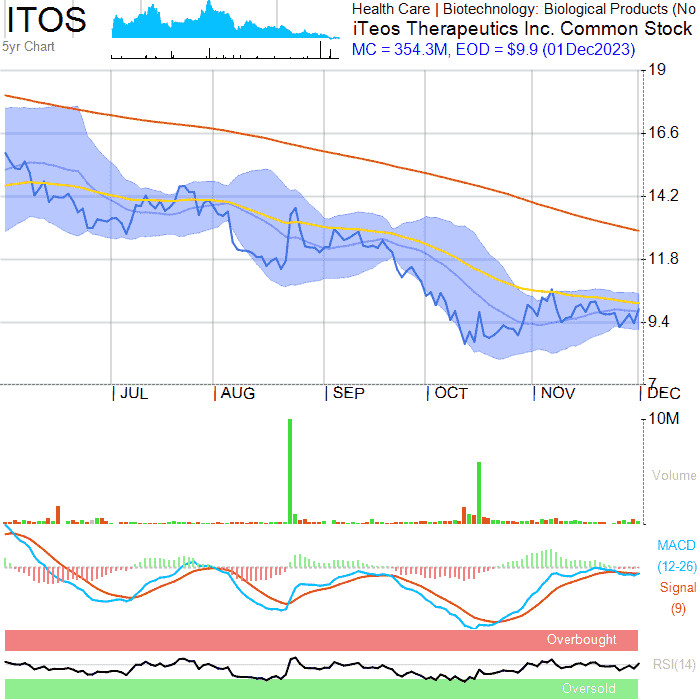 ITOS
5yr Chart
Health Care | Biotechnology: Biological Products (No
iTeos Therapeutics Inc. Common Stock
MC = 354.3M, EOD = $9.9 (01Dec2023)
19
16.6
14.2
11.8
9.4
7
JUL AUG SEP OCT NOV DEC
10M
Volume
MACD
(12-26)
Signal
(9)
Overbought
RSI(14)
Oversold